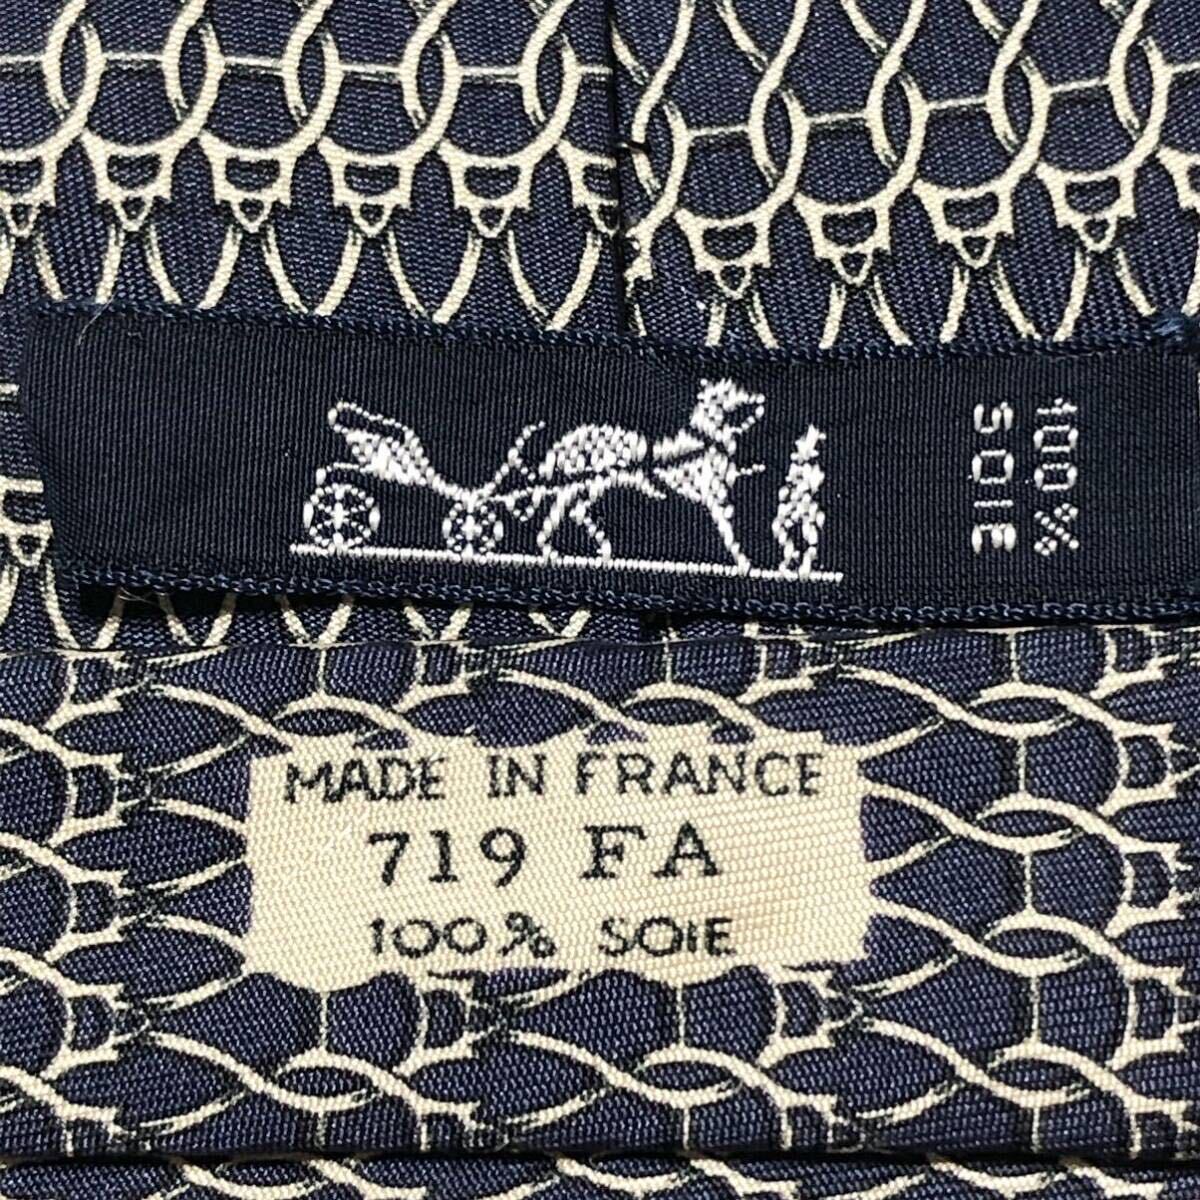 100%
SOIE
MADE IN FRANCE
719 FA
100% SOIE